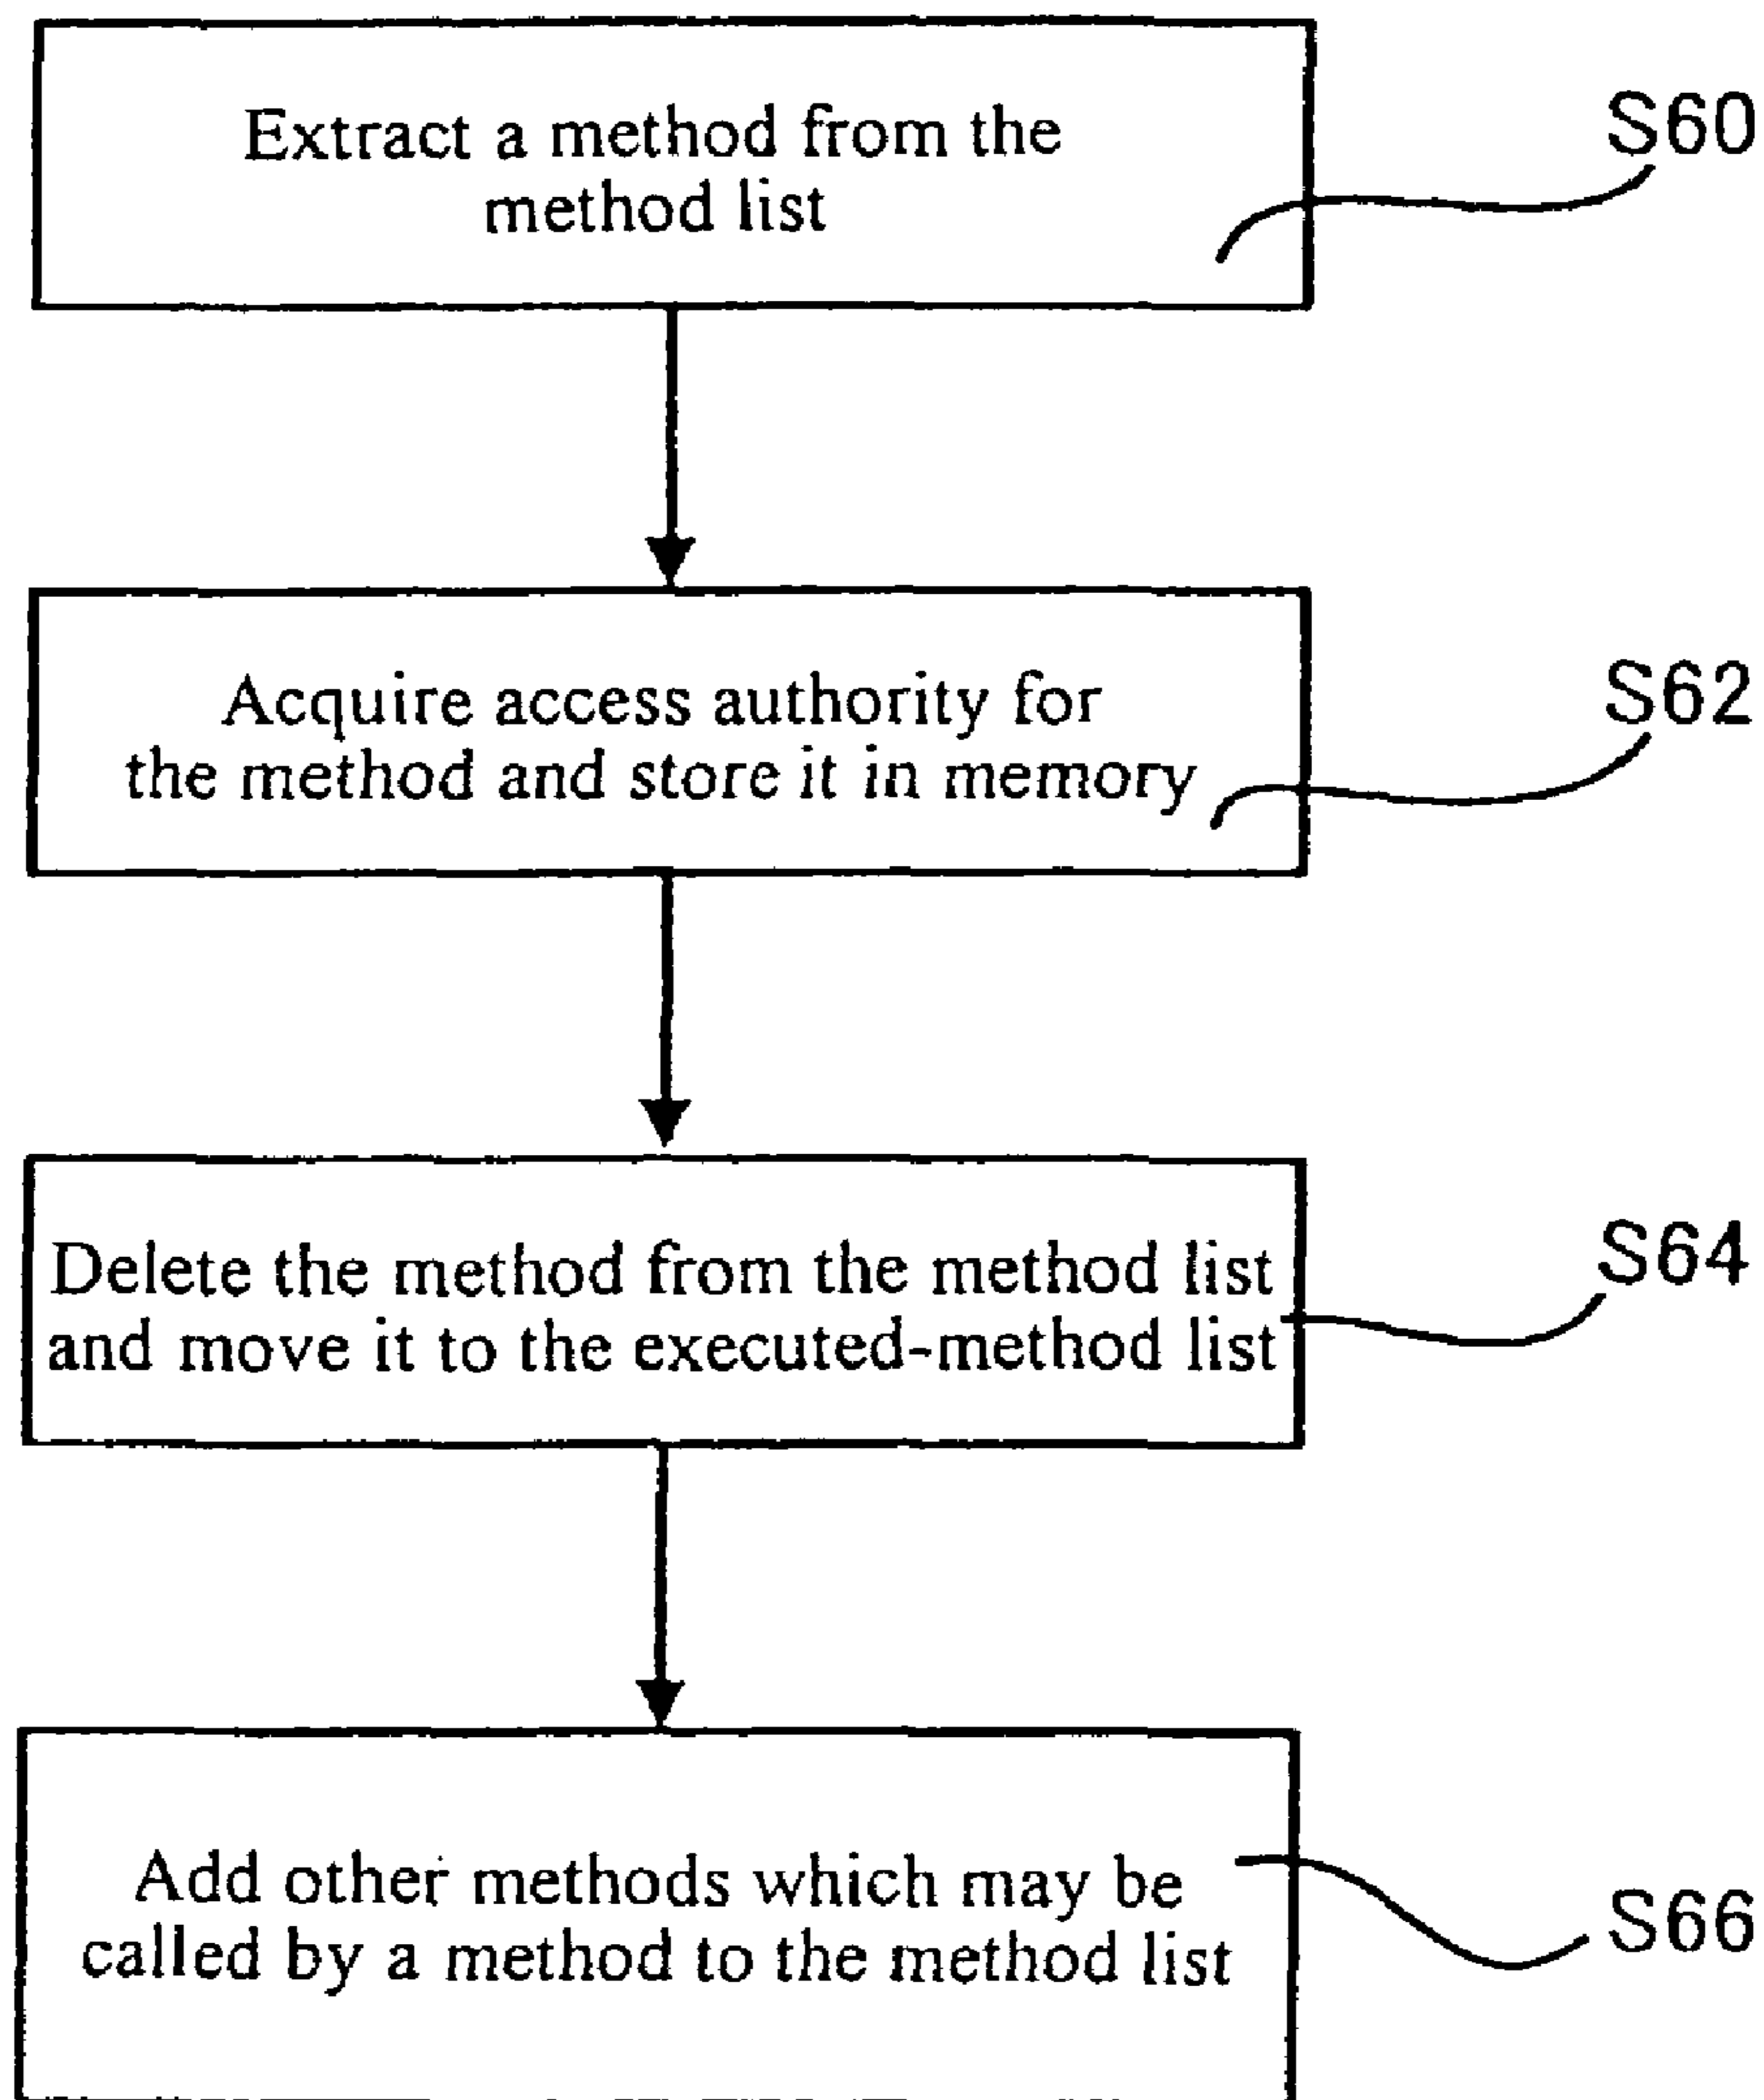 Extract a method from the
method list
S60
Acquire access authority for
the method and store it in memory
S62
Delete the method from the method list
and move it to the executed-method list
S64
Add other methods which may be
called by a method to the method list
S66